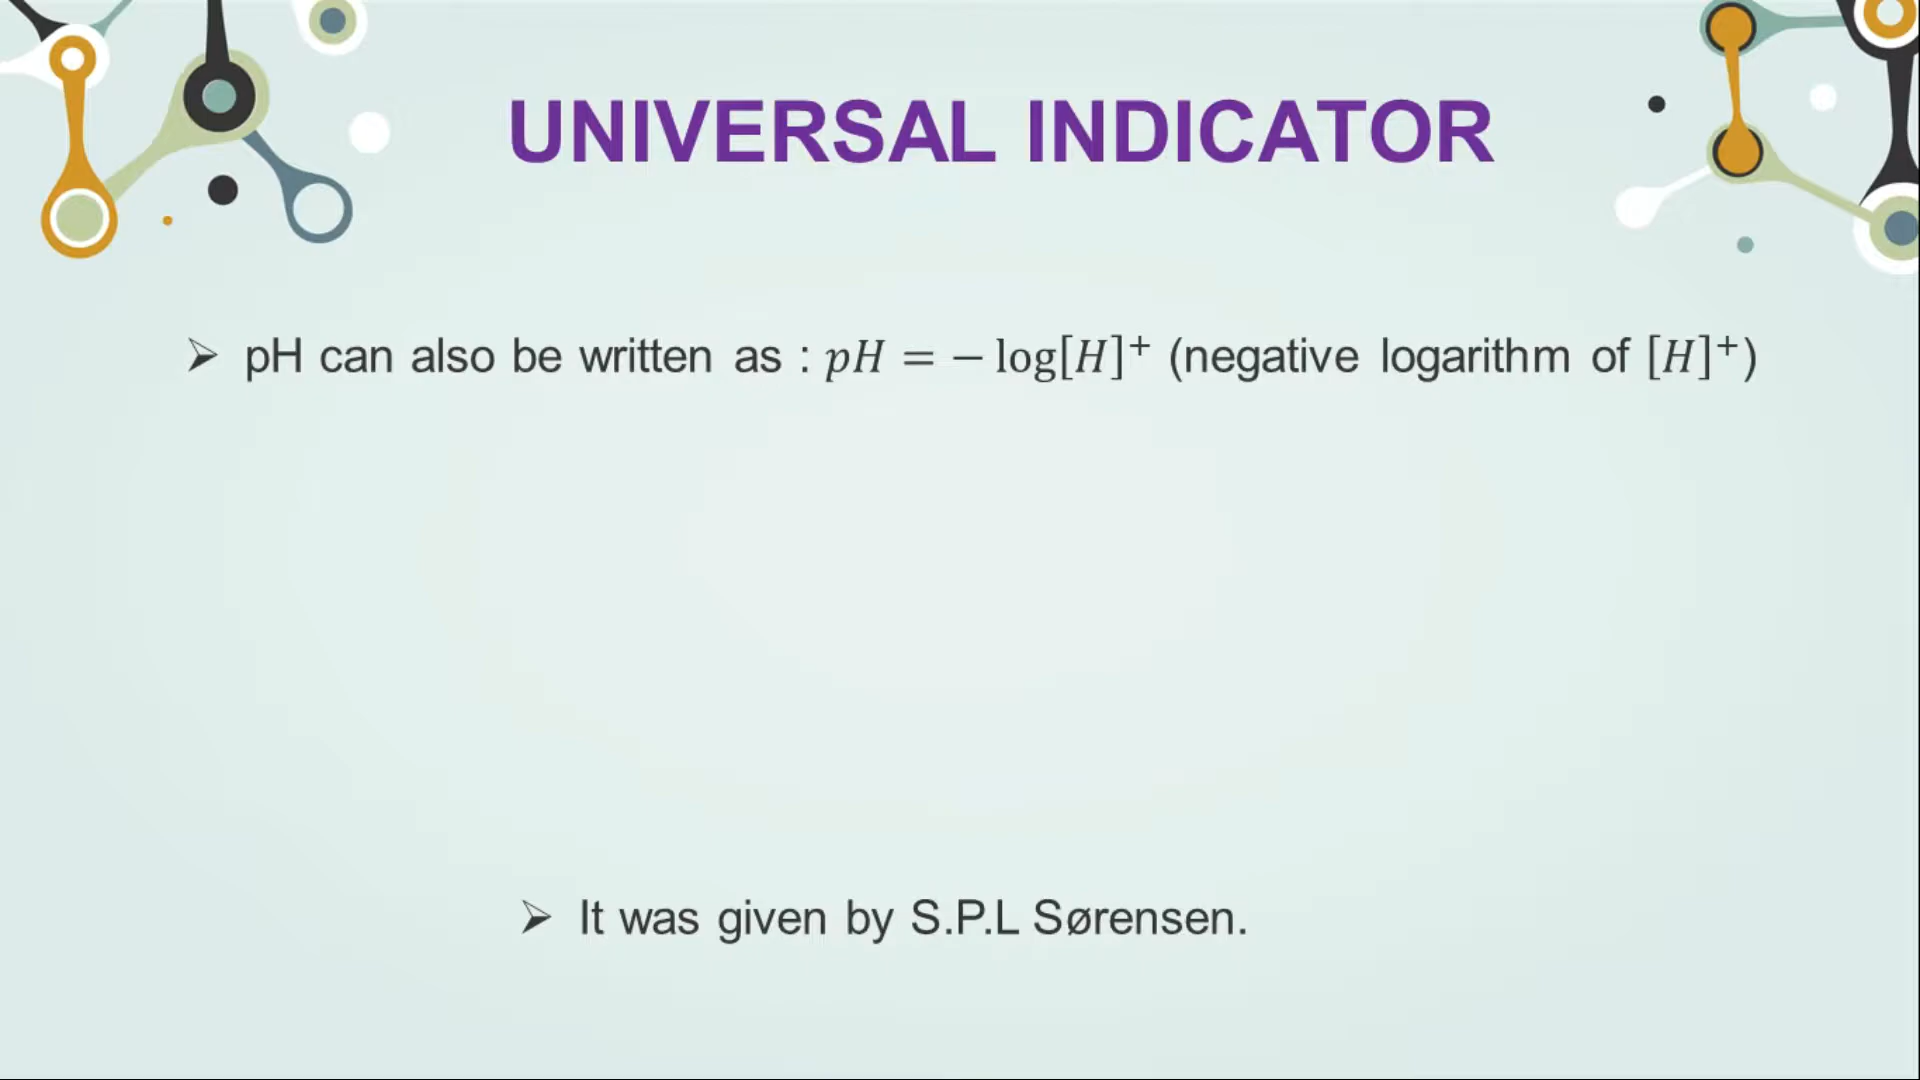 UNIVERSAL INDICATOR
➢ pH can also be written as : pH = − log[H]⁺ (negative logarithm of [H]⁺)
➢ It was given by S.P.L Sørensen.